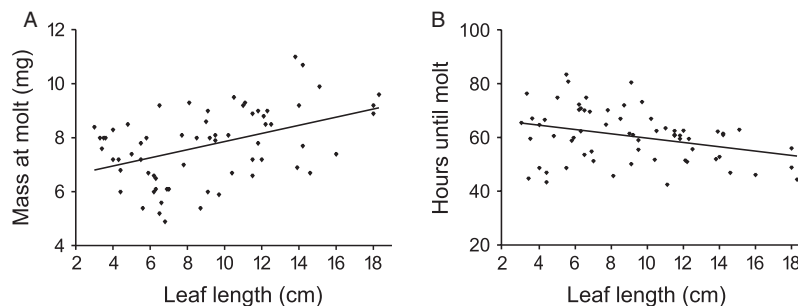 A
12
10
8
6
4
2 4 6 8 10 12 14 16 18
Mass at molt (mg)
Leaf length (cm)
B
100
80
60
40
20
2 4 6 8 10 12 14 16 18
Hours until molt
Leaf length (cm)